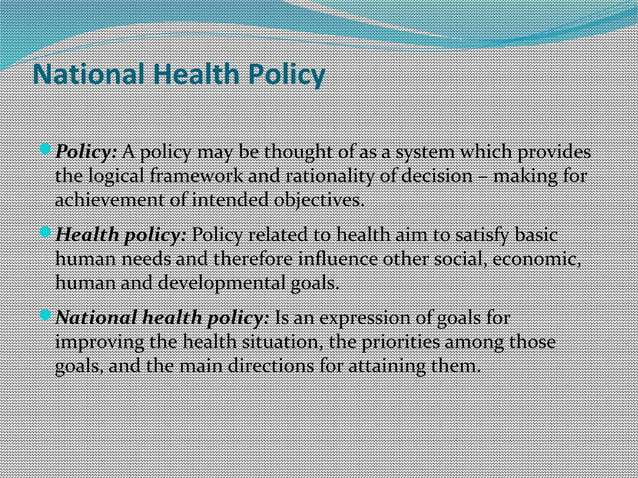 National Health Policy
Policy: A policy may be thought of as a system which provides
the logical framework and rationality of decision – making for
achievement of intended objectives.
Health policy: Policy related to health aim to satisfy basic
human needs and therefore influence other social, economic,
human and developmental goals.
National health policy: Is an expression of goals for
improving the health situation, the priorities among those
goals, and the main directions for attaining them.